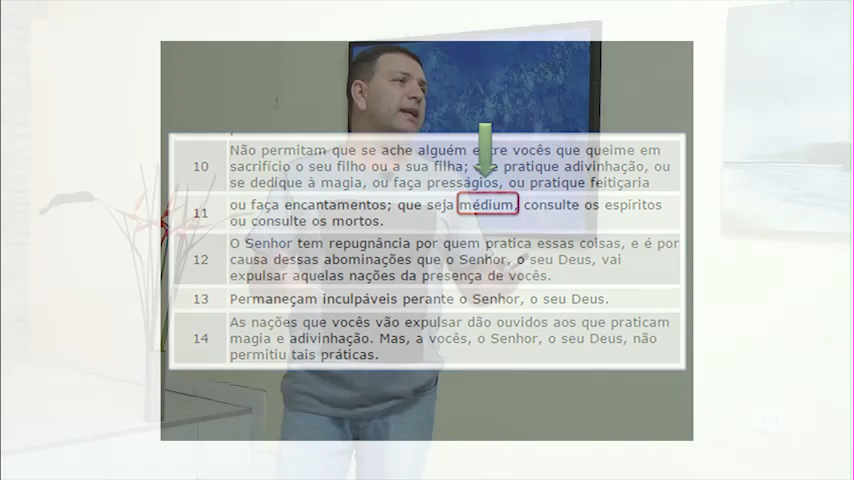 10
Não permitam que se ache alguém entre vocês que queime em
sacrifício o seu filho ou a sua filha; que pratique adivinhação, ou
se dedique à magia, ou faça presságios, ou pratique feitiçaria
11
ou faça encantamentos; que seja médium, consulte os espíritos
ou consulte os mortos.
12
O Senhor tem repugnância por quem pratica essas coisas, e é por
causa dessas abominações que o Senhor, o seu Deus, vai
expulsar aquelas nações da presença de vocês.
13
Permaneçam inculpáveis perante o Senhor, o seu Deus.
14
As nações que vocês vão expulsar dão ouvidos aos que praticam
magia e adivinhação. Mas, a vocês, o Senhor, o seu Deus, não
permitiu tais práticas.